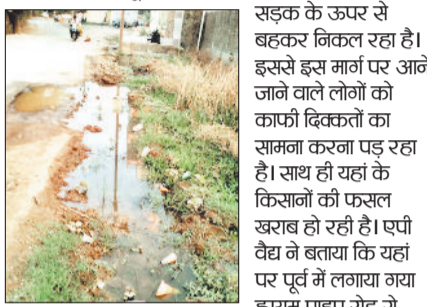 सड़क के ऊपर से
बहकर निकल रहा है।
इससे इस मार्ग पर आने
जाने वाले लोगों को
काफी दिक्कतों का
सामना करना पड़ रहा
है। साथ ही यहां के
किसानों की फसल
खराब हो रही है। एपी
वैद्य ने बताया कि यहां
पर पूर्व में लगाया गया